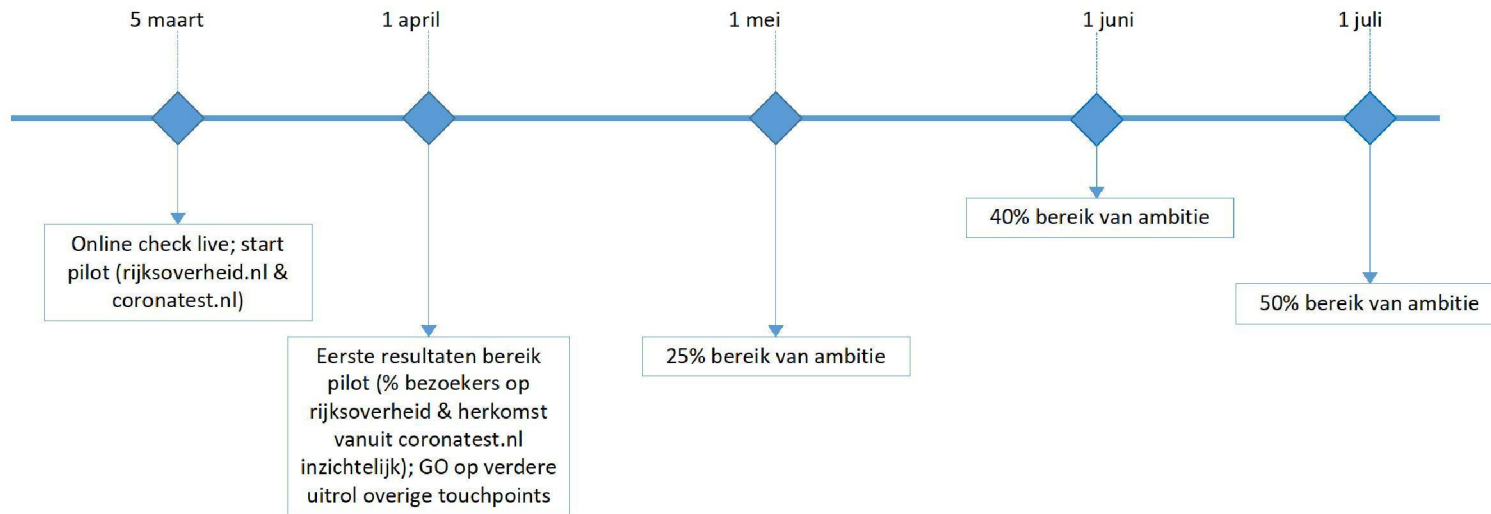 5 maart
1 april
1 mei
1 juni
1 juli
Online check live; start
pilot (rijksoverheid.nl &
coronatest.nl)
Eerste resultaten bereik
pilot (% bezoekers op
rijksoverheid & herkomst
vanuit coronatest.nl
inzichtelijk); GO op verdere
uitrol overige touchpoints
25% bereik van ambitie
40% bereik van ambitie
50% bereik van ambitie